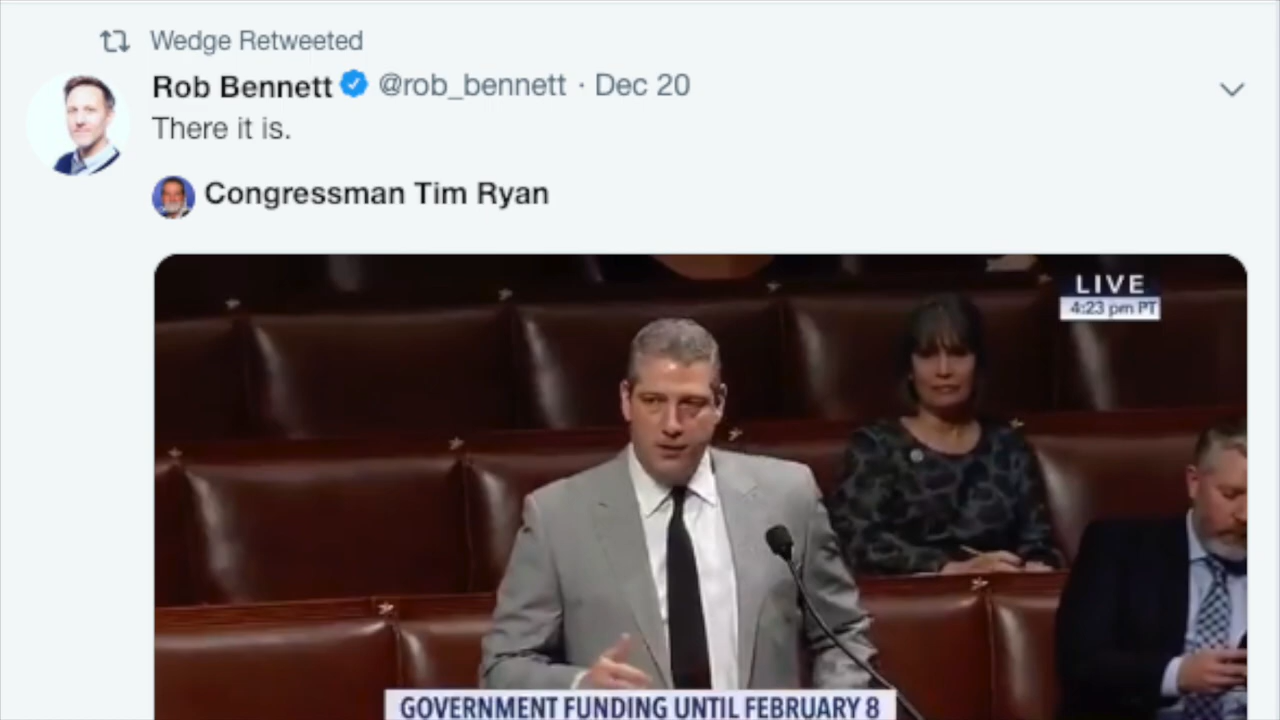 Wedge Retweeted
Rob Bennett @rob_bennett · Dec 20
There it is.
Congressman Tim Ryan
LIVE
4:23 pm PT
GOVERNMENT FUNDING UNTIL FEBRUARY 8